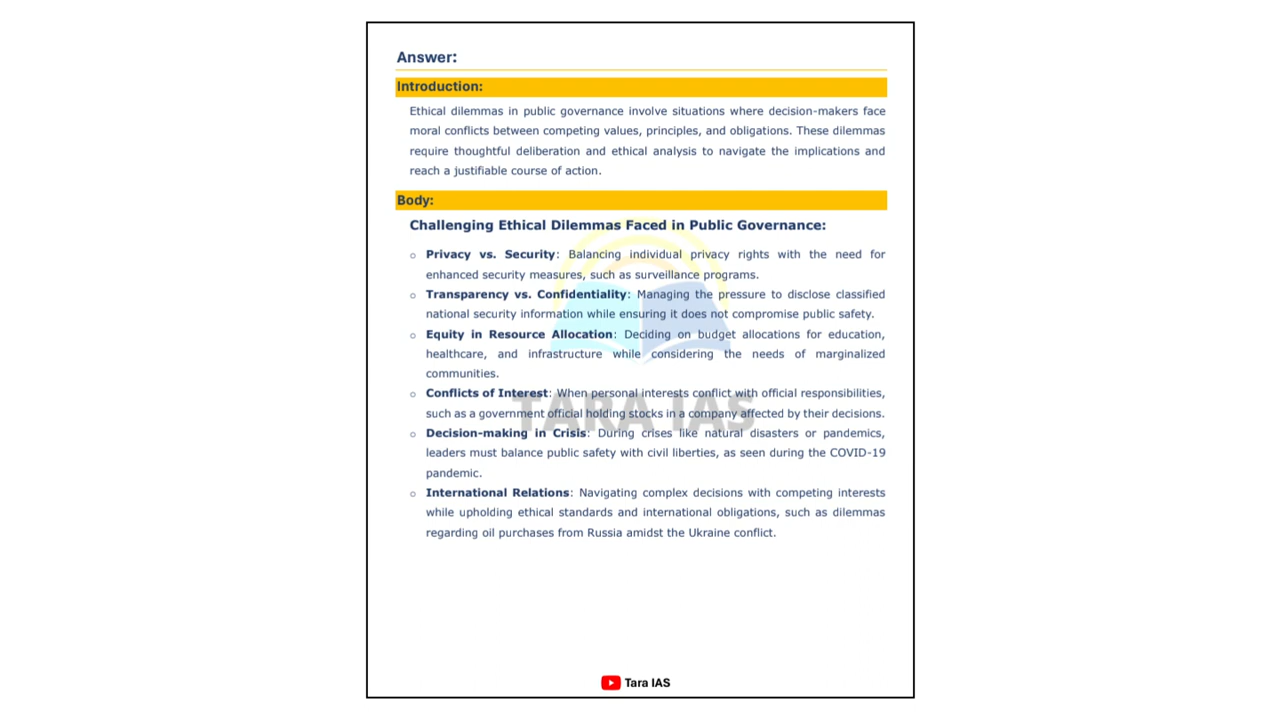 Answer:
Introduction:
Ethical dilemmas in public governance involve situations where decision-makers face
moral conflicts between competing values, principles, and obligations. These dilemmas
require thoughtful deliberation and ethical analysis to navigate the implications and
reach a justifiable course of action.
Body:
Challenging Ethical Dilemmas Faced in Public Governance:
○ Privacy vs. Security: Balancing individual privacy rights with the need for
enhanced security measures, such as surveillance programs.
○ Transparency vs. Confidentiality: Managing the pressure to disclose classified
national security information while ensuring it does not compromise public safety.
○ Equity in Resource Allocation: Deciding on budget allocations for education,
healthcare, and infrastructure while considering the needs of marginalized
communities.
○ Conflicts of Interest: When personal interests conflict with official responsibilities,
such as a government official holding stocks in a company affected by their decisions.
○ Decision-making in Crisis: During crises like natural disasters or pandemics,
leaders must balance public safety with civil liberties, as seen during the COVID-19
pandemic.
○ International Relations: Navigating complex decisions with competing interests
while upholding ethical standards and international obligations, such as dilemmas
regarding oil purchases from Russia amidst the Ukraine conflict.
TARA IAS
Tara IAS